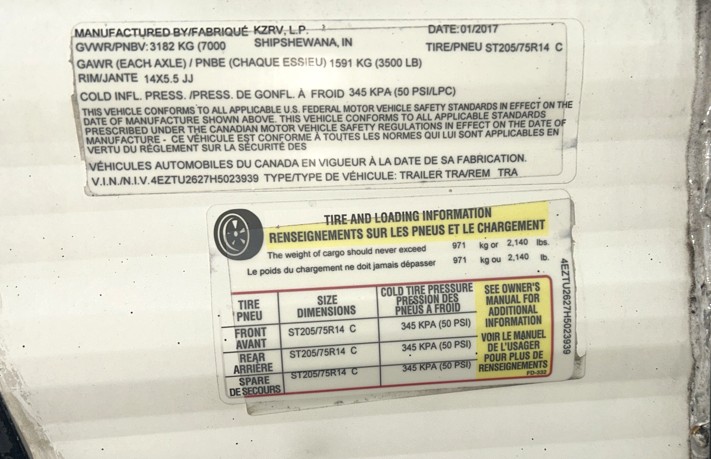 MANUFACTURED BY/FABRIQUÉ KZRV, L.P. DATE: 01/2017
GVWR/PNBV: 3182 KG (7000 SHIPSHEWANA, IN TIRE/PNEU ST205/75R14 C
GAWR (EACH AXLE) / PNBE (CHAQUE ESSIEU) 1591 KG (3500 LB)
RIM/JANTE 14X5.5 JJ
COLD INFL. PRESS. /PRESS. DE GONFL. À FROID 345 KPA (50 PSI/LPC)
THIS VEHICLE CONFORMS TO ALL APPLICABLE U.S. FEDERAL MOTOR VEHICLE SAFETY STANDARDS IN EFFECT ON THE
DATE OF MANUFACTURE SHOWN ABOVE. THIS VEHICLE CONFORMS TO ALL APPLICABLE STANDARDS
PRESCRIBED UNDER THE CANADIAN MOTOR VEHICLE SAFETY REGULATIONS IN EFFECT ON THE DATE OF
MANUFACTURE - CE VÉHICULE EST CONFORME À TOUTES LES NORMES QUI LUI SONT APPLICABLES EN
VERTU DU RÉGLEMENT SUR LA SÉCURITÉ DES
VÉHICULES AUTOMOBILES DU CANADA EN VIGUEUR À LA DATE DE SA FABRICATION.
V.I.N./N.I.V. 4EZTU2627H5023939 TYPE/TYPE DE VÉHICULE: TRAILER TRA/REM TRA
TIRE AND LOADING INFORMATION
RENSEIGNEMENTS SUR LES PNEUS ET LE CHARGEMENT
The weight of cargo should never exceed 971 kg or 2,140 lbs.
Le poids du chargement ne doit jamais dépasser 971 kg ou 2,140 lb.
TIRE
PNEU
SIZE
DIMENSIONS
COLD TIRE PRESSURE
PRESSION DES
PNEUS A FROID
FRONT
AVANT
ST205/75R14 C
345 KPA (50 PSI)
REAR
ARRIÈRE
ST205/75R14 C
345 KPA (50 PSI)
SPARE
DE SECOURS
ST205/75R14 C
345 KPA (50 PSI)
SEE OWNER'S
MANUAL FOR
ADDITIONAL
INFORMATION
VOIR LE MANUEL
DE L'USAGER
POUR PLUS DE
RENSEIGNEMENTS
FD-332
4EZTU2627H5023939